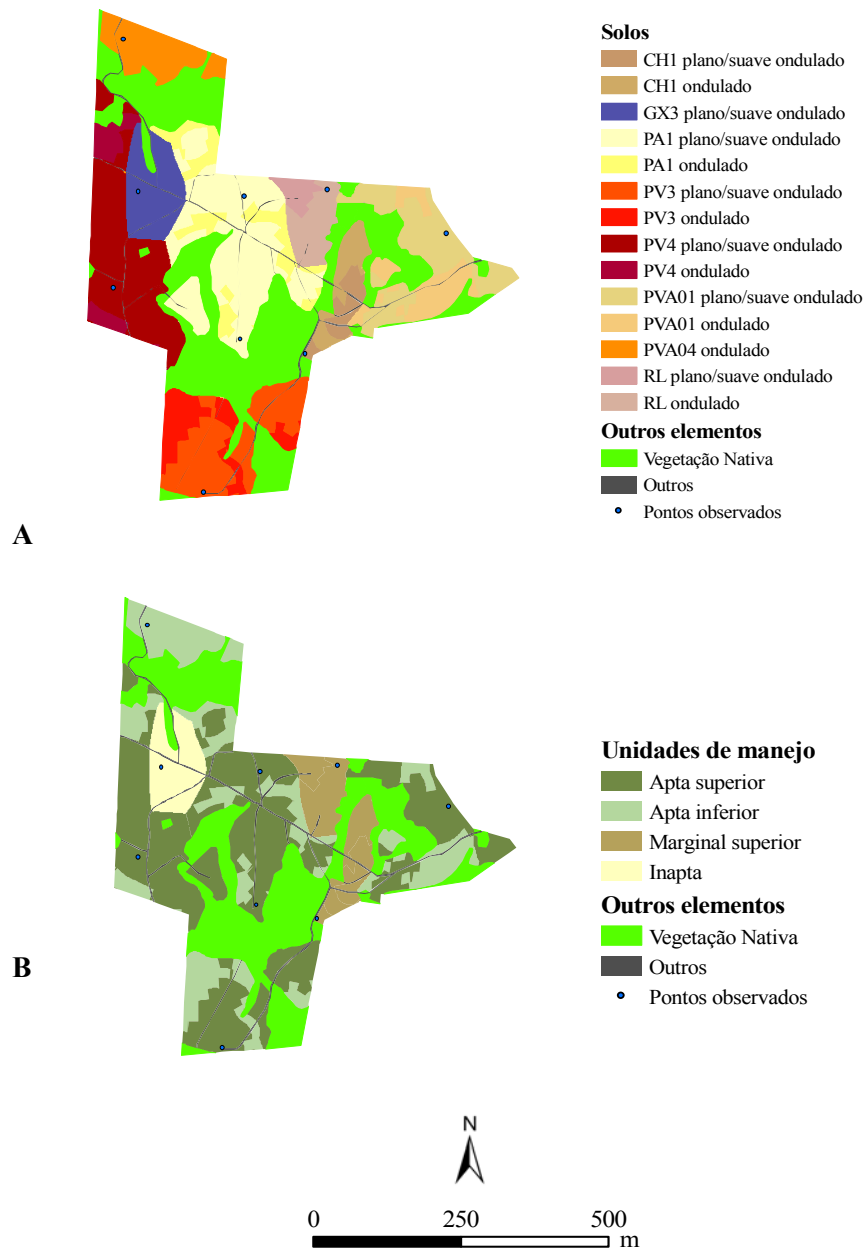 Solos
CH1 plano/suave ondulado
CH1 ondulado
GX3 plano/suave ondulado
PA1 plano/suave ondulado
PA1 ondulado
PV3 plano/suave ondulado
PV3 ondulado
PV4 plano/suave ondulado
PV4 ondulado
PVA01 plano/suave ondulado
PVA01 ondulado
PVA04 ondulado
RL plano/suave ondulado
RL ondulado
Outros elementos
Vegetação Nativa
Outros
Pontos observados
A
Unidades de manejo
Apta superior
Apta inferior
Marginal superior
Inapta
Outros elementos
Vegetação Nativa
Outros
Pontos observados
B
N
0 250 500
m